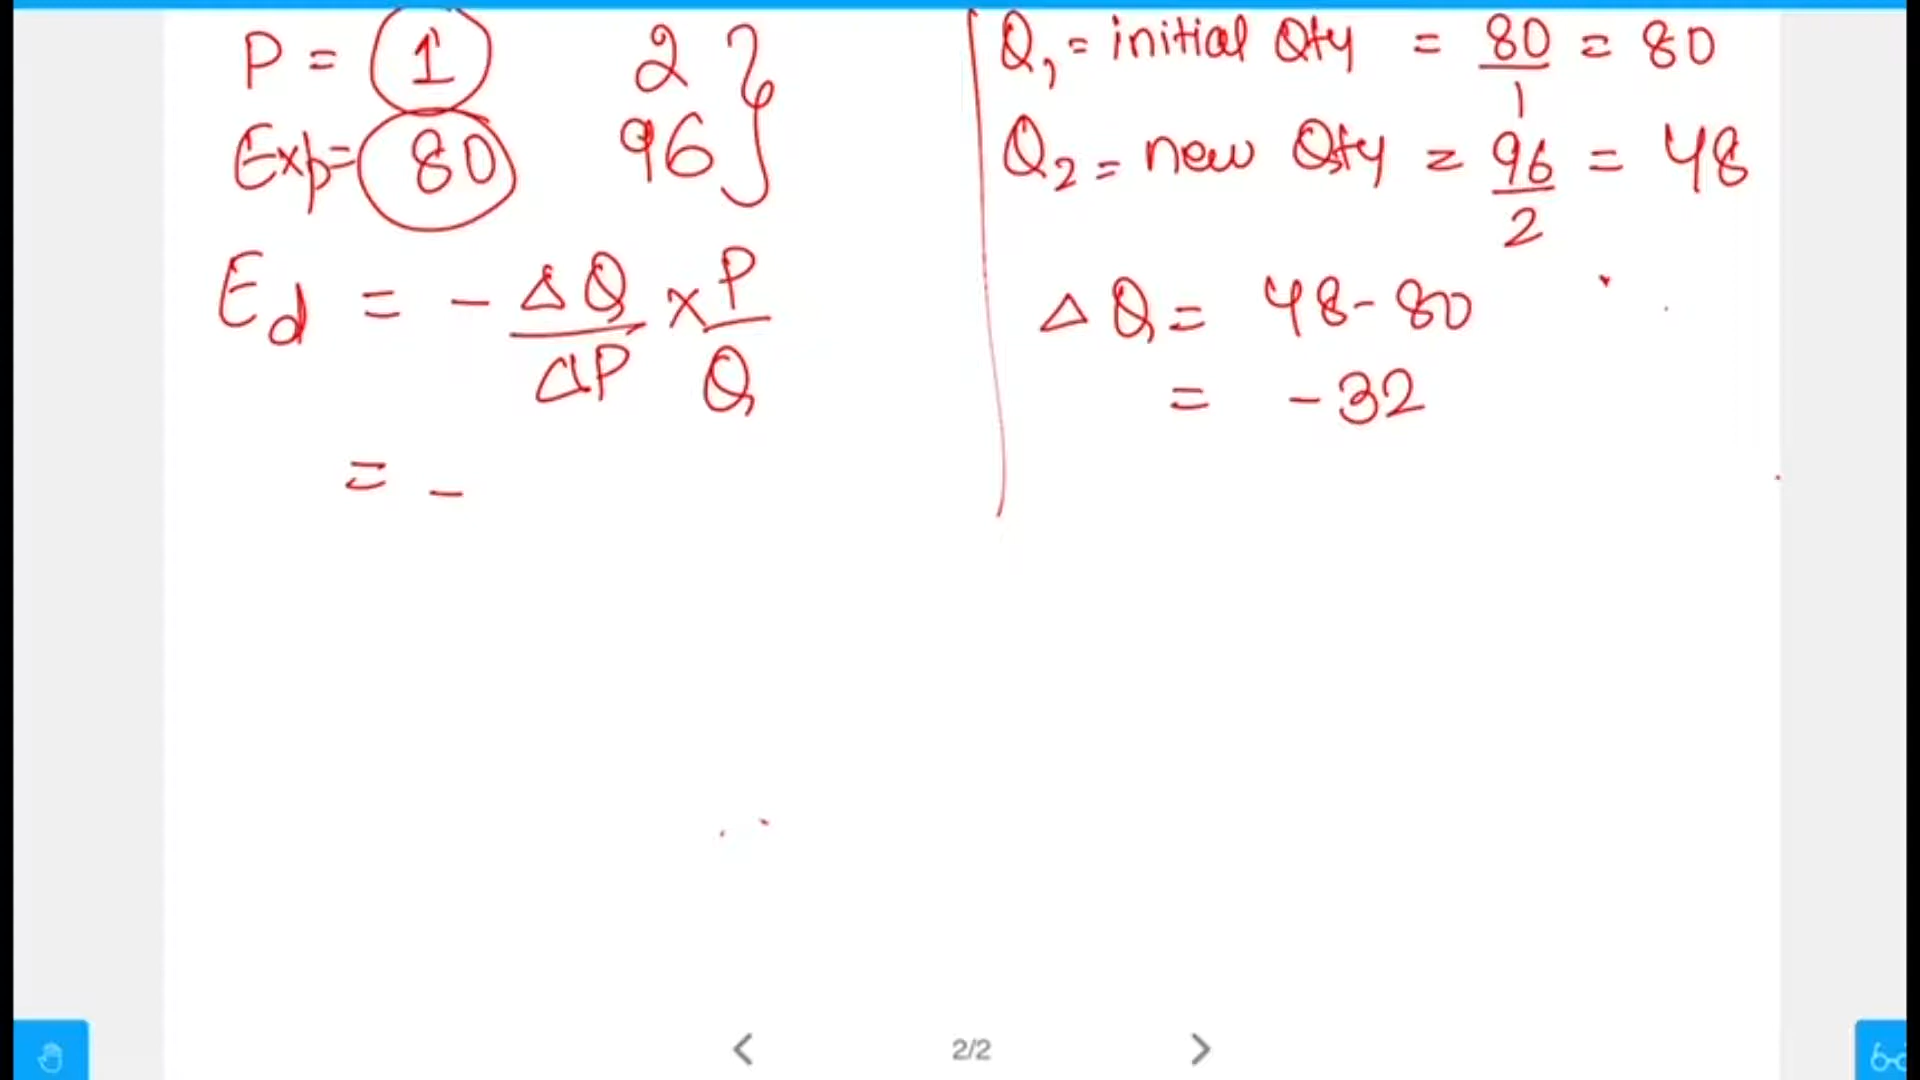 P = 1 2
Exp = 80 96
E_d = - ΔQ/ΔP × P/Q
= -
Q₁ = initial Qty = 80/1 = 80
Q₂ = new Qty = 96/2 = 48
ΔQ = 48 - 80
= - 32
2/2